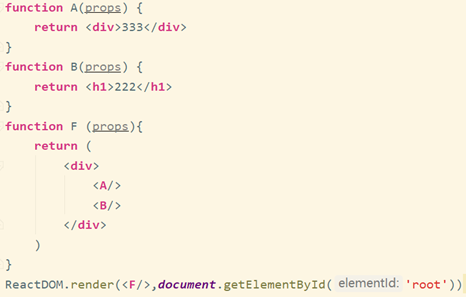 function A(props) {
    return <div>333</div>
}
function B(props) {
    return <h1>222</h1>
}
function F (props){
    return (
        <div>
            <A/>
            <B/>
        </div>
    )
}
ReactDOM.render(<F/>,document.getElementById( elementId: 'root'))